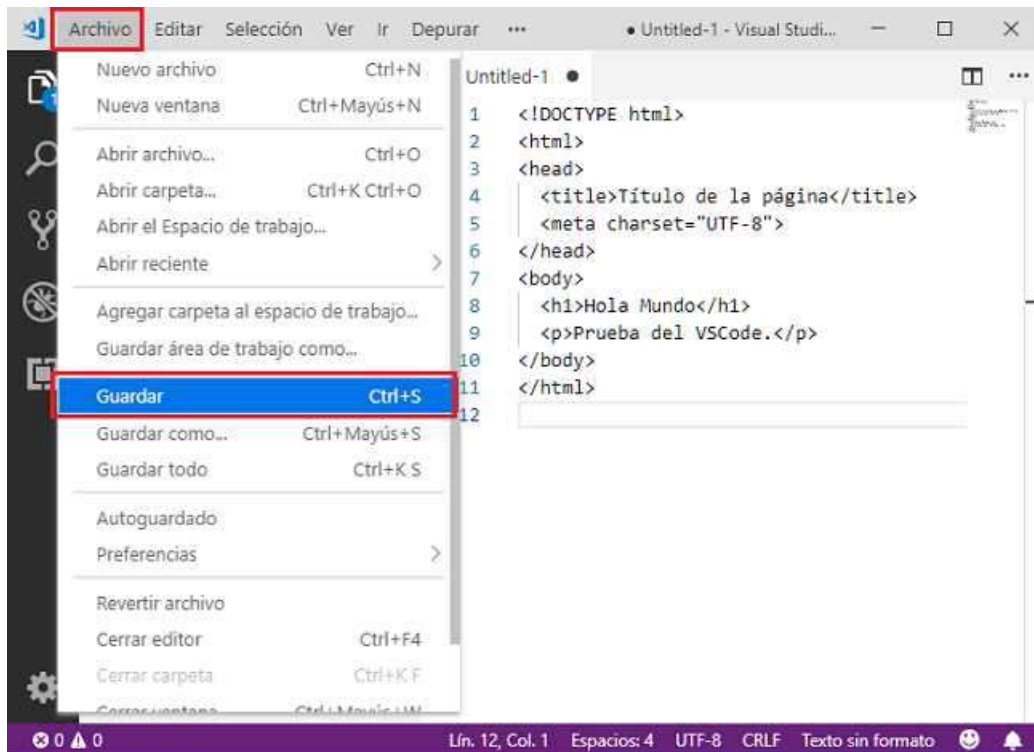 Archivo Editar Selección Ver Ir Depurar ••• ● Untitled-1 - Visual Studi...
Nuevo archivo Ctrl+N
Nueva ventana Ctrl+Mayús+N
Abrir archivo... Ctrl+O
Abrir carpeta... Ctrl+K Ctrl+O
Abrir el Espacio de trabajo...
Abrir reciente
Agregar carpeta al espacio de trabajo...
Guardar área de trabajo como...
Guardar Ctrl+S
Guardar como... Ctrl+Mayús+S
Guardar todo Ctrl+K S
Autoguardado
Preferencias
Revertir archivo
Cerrar editor Ctrl+F4
Cerrar carpeta Ctrl+K F
Cerrar ventana Ctrl+Mayús+W
Untitled-1 ●
1 <!DOCTYPE html>
2 <html>
3 <head>
4 <title>Título de la página</title>
5 <meta charset="UTF-8">
6 </head>
7 <body>
8 <h1>Hola Mundo</h1>
9 <p>Prueba del VSCode.</p>
10 </body>
11 </html>
12
0 0 Lín. 12, Col. 1 Espacios: 4 UTF-8 CRLF Texto sin formato